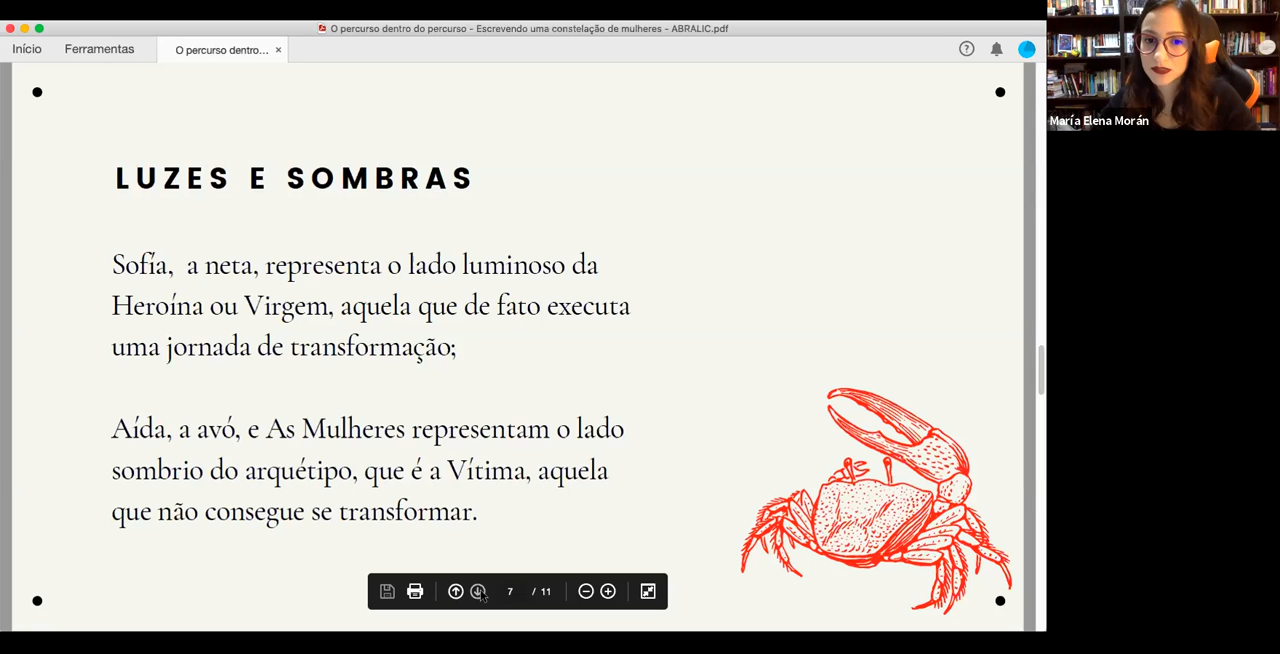 O percurso dentro do percurso - Escrevendo uma constelação de mulheres - ABRALIC.pdf
Início Ferramentas O percurso dentro... ×
María Elena Morán
LUZES E SOMBRAS
Sofía, a neta, representa o lado luminoso da
Heroína ou Virgem, aquela que de fato executa
uma jornada de transformação;
Aída, a avó, e As Mulheres representam o lado
sombrio do arquétipo, que é a Vítima, aquela
que não consegue se transformar.
7 / 11